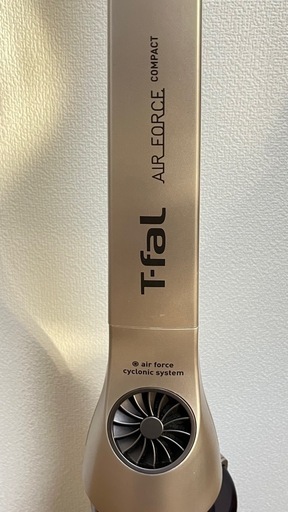 AIR FORCE COMPACT
T-faL
air force
cyclonic system